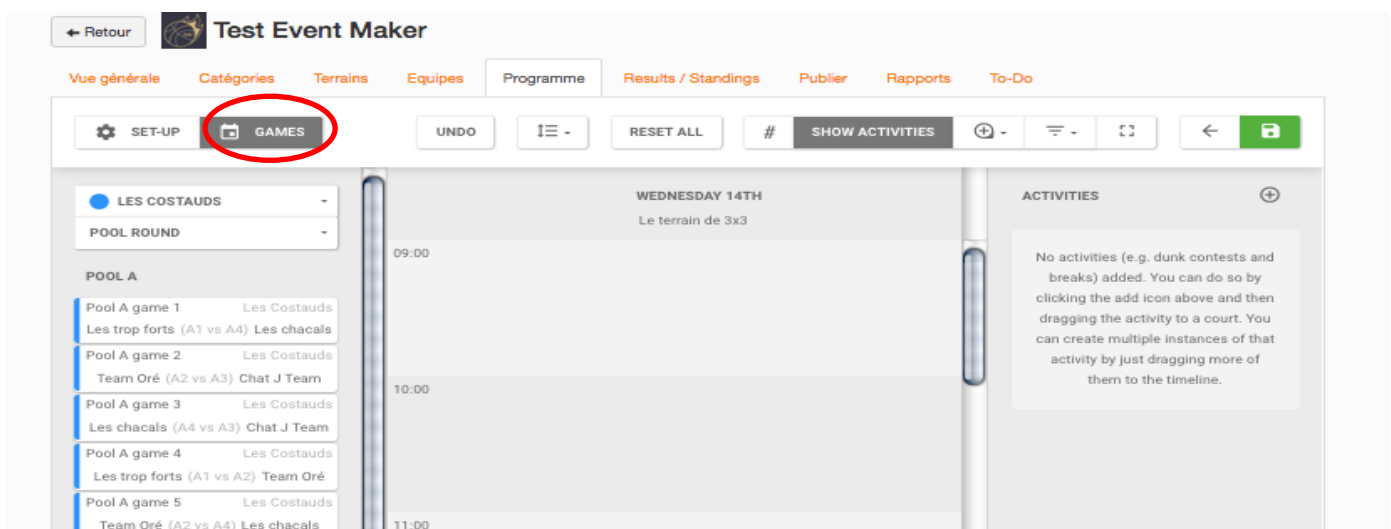 Retour
Test Event Maker
Vue générale Catégories Terrains Equipes Programme Results / Standings Publier Rapports To-Do
SET-UP GAMES UNDO RESET ALL # SHOW ACTIVITIES
LES COSTAUDS
POOL ROUND
POOL A
Pool A game 1 Les Costauds
Les trop forts (A1 vs A4) Les chacals
Pool A game 2 Les Costauds
Team Oré (A2 vs A3) Chat J Team
Pool A game 3 Les Costauds
Les chacals (A4 vs A3) Chat J Team
Pool A game 4 Les Costauds
Les trop forts (A1 vs A2) Team Oré
Pool A game 5 Les Costauds
Team Oré (A2 vs A4) Les chacals
WEDNESDAY 14TH
Le terrain de 3x3
09:00
10:00
11:00
ACTIVITIES
No activities (e.g. dunk contests and
breaks) added. You can do so by
clicking the add icon above and then
dragging the activity to a court. You
can create multiple instances of that
activity by just dragging more of
them to the timeline.